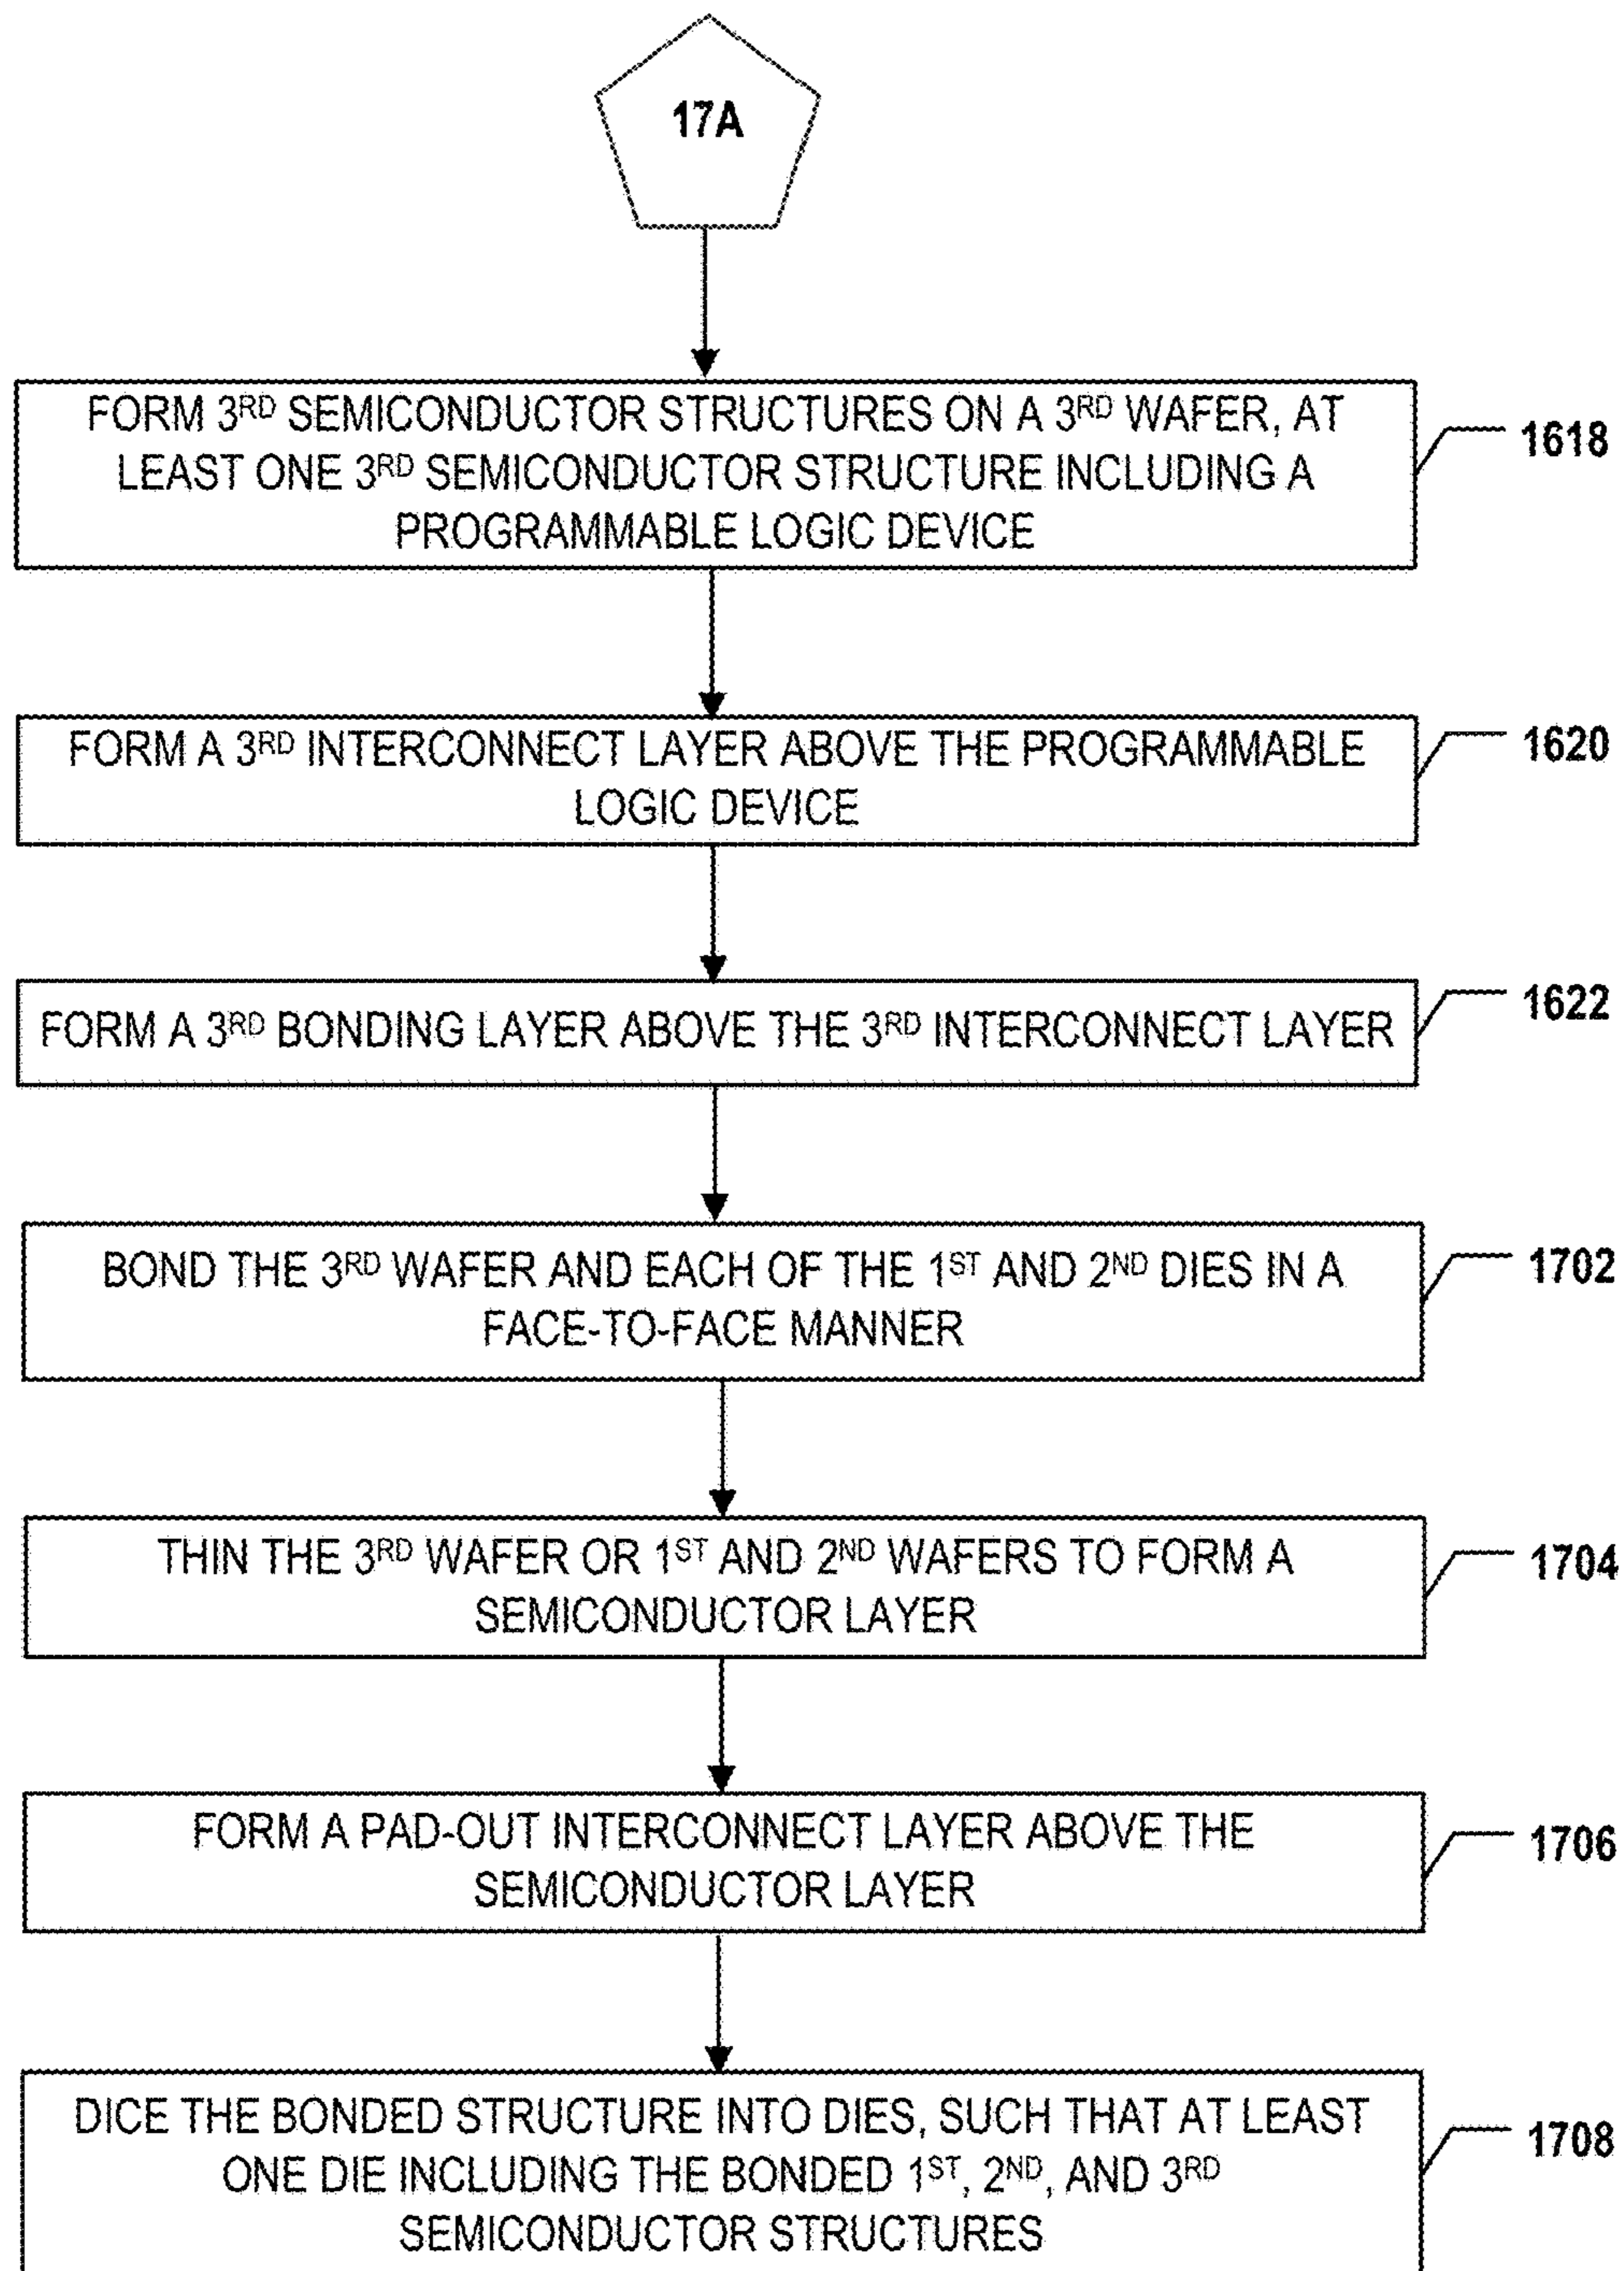 17A
FORM 3RD SEMICONDUCTOR STRUCTURES ON A 3RD WAFER, AT
LEAST ONE 3RD SEMICONDUCTOR STRUCTURE INCLUDING A
PROGRAMMABLE LOGIC DEVICE
1618
FORM A 3RD INTERCONNECT LAYER ABOVE THE PROGRAMMABLE
LOGIC DEVICE
1620
FORM A 3RD BONDING LAYER ABOVE THE 3RD INTERCONNECT LAYER
1622
BOND THE 3RD WAFER AND EACH OF THE 1ST AND 2ND DIES IN A
FACE-TO-FACE MANNER
1702
THIN THE 3RD WAFER OR 1ST AND 2ND WAFERS TO FORM A
SEMICONDUCTOR LAYER
1704
FORM A PAD-OUT INTERCONNECT LAYER ABOVE THE
SEMICONDUCTOR LAYER
1706
DICE THE BONDED STRUCTURE INTO DIES, SUCH THAT AT LEAST
ONE DIE INCLUDING THE BONDED 1ST, 2ND, AND 3RD
SEMICONDUCTOR STRUCTURES
1708